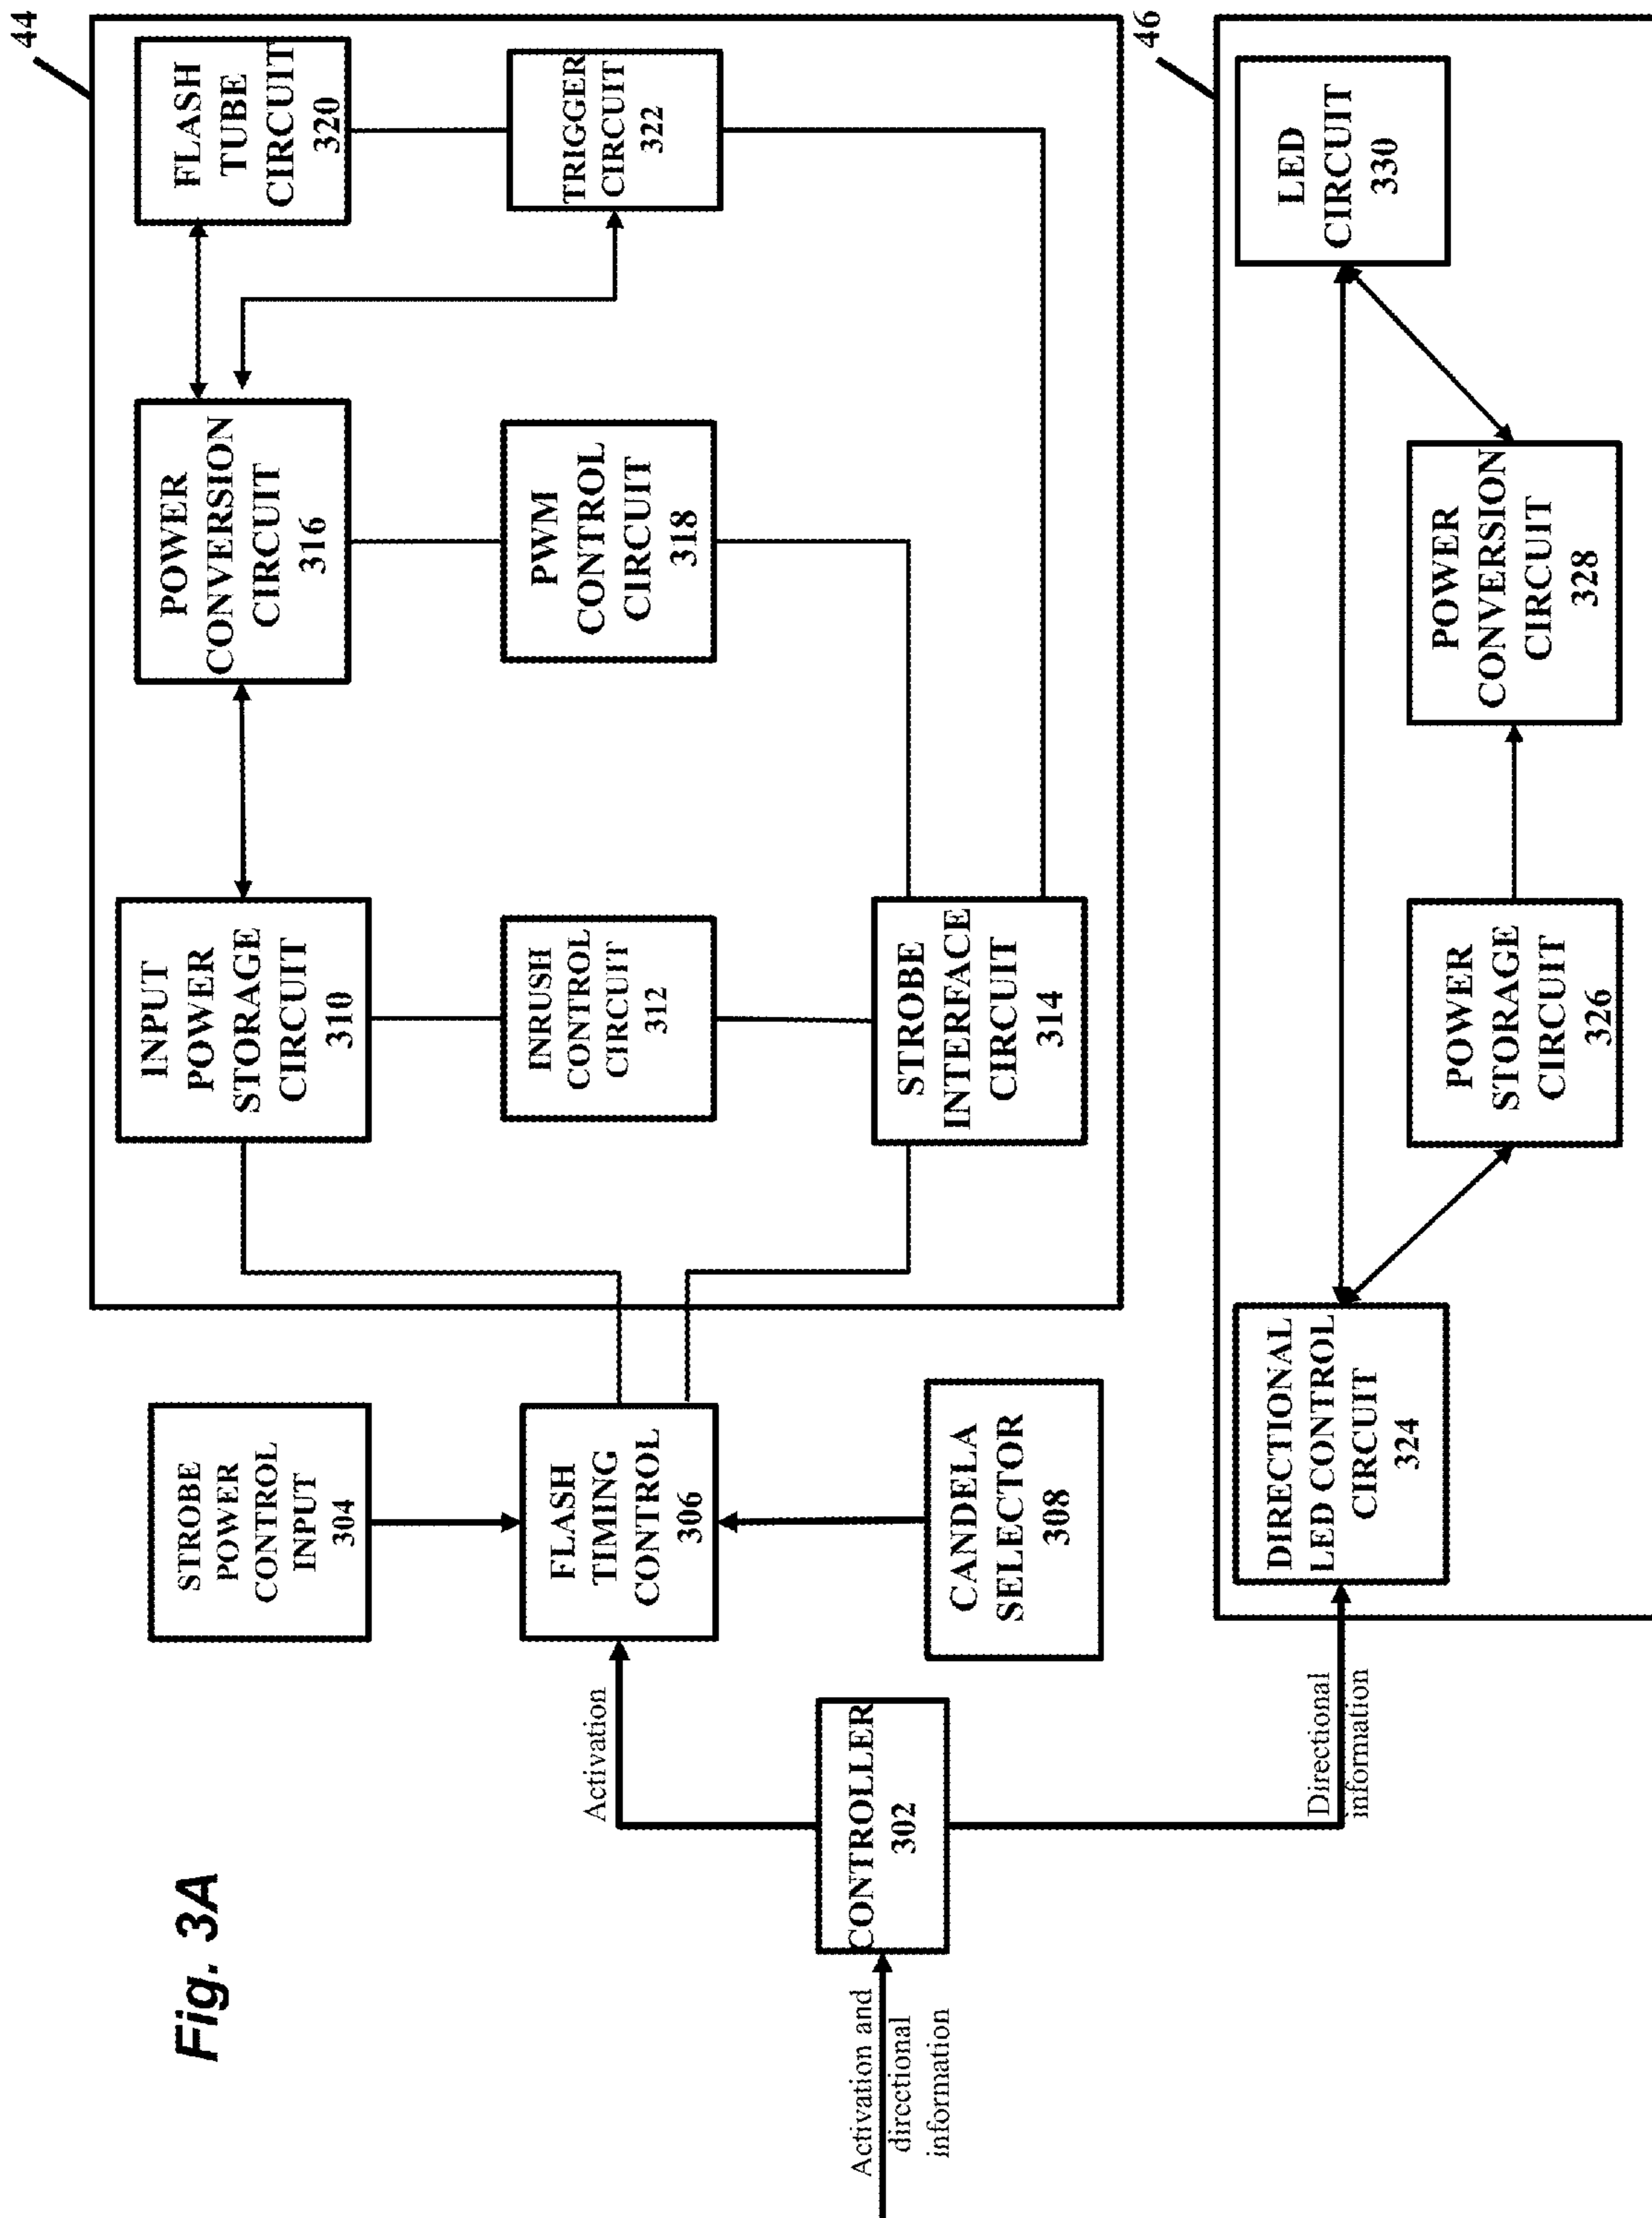 Fig. 3A
44
STROBE
POWER
CONTROL
INPUT
304
INPUT
POWER
STORAGE
CIRCUIT
310
POWER
CONVERSION
CIRCUIT
316
FLASH
TUBE
CIRCUIT
320
Activation
FLASH
TIMING
CONTROL
306
INRUSH
CONTROL
CIRCUIT
312
PWM
CONTROL
CIRCUIT
318
TRIGGER
CIRCUIT
322
Activation and
directional
information
CONTROLLER
302
CANDELA
SELECTOR
308
STROBE
INTERFACE
CIRCUIT
314
46
Directional
information
DIRECTIONAL
LED CONTROL
CIRCUIT
324
LED
CIRCUIT
330
POWER
STORAGE
CIRCUIT
326
POWER
CONVERSION
CIRCUIT
328